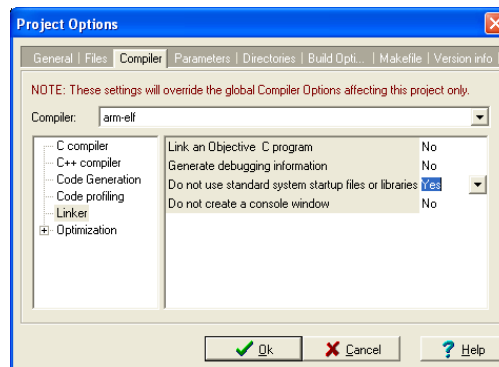 Project Options
General | Files | Compiler | Parameters | Directories | Build Opti... | Makefile | Version info
NOTE: These settings will override the global Compiler Options affecting this project only.
Compiler: arm-elf
C compiler
C++ compiler
Code Generation
Code profiling
Linker
Optimization
Link an Objective C program No
Generate debugging information No
Do not use standard system startup files or libraries Yes
Do not create a console window No
Ok Cancel ? Help